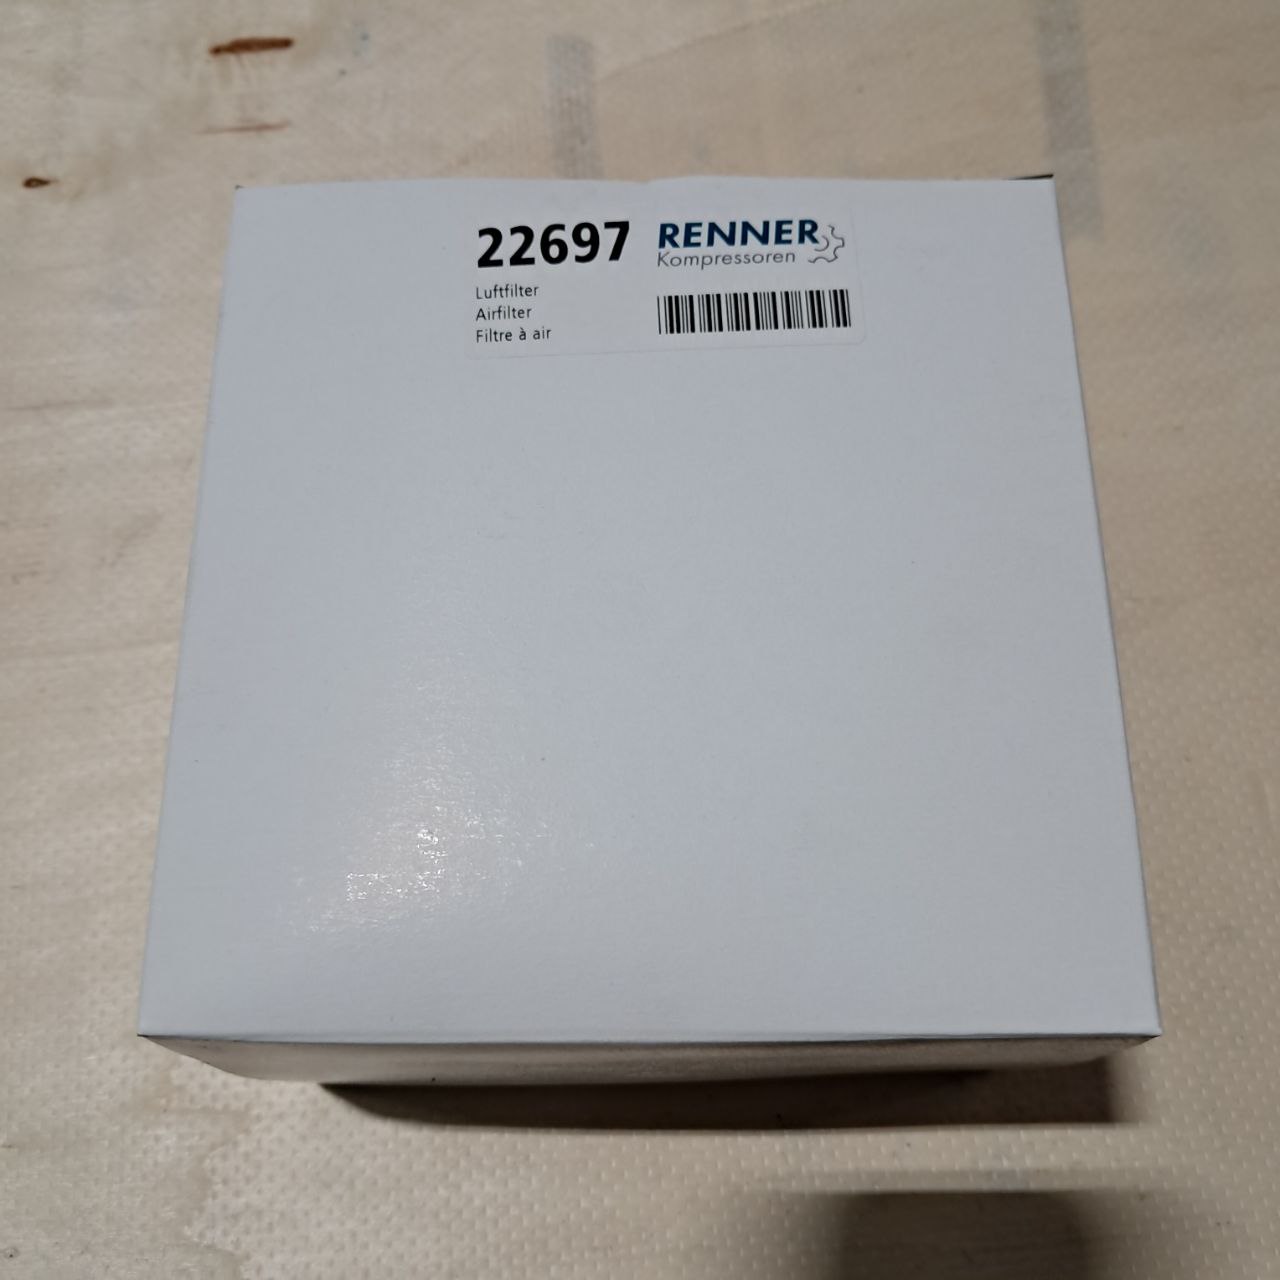 22697
RENNER
Kompressoren
Luftfilter
Airfilter
Filtre à air